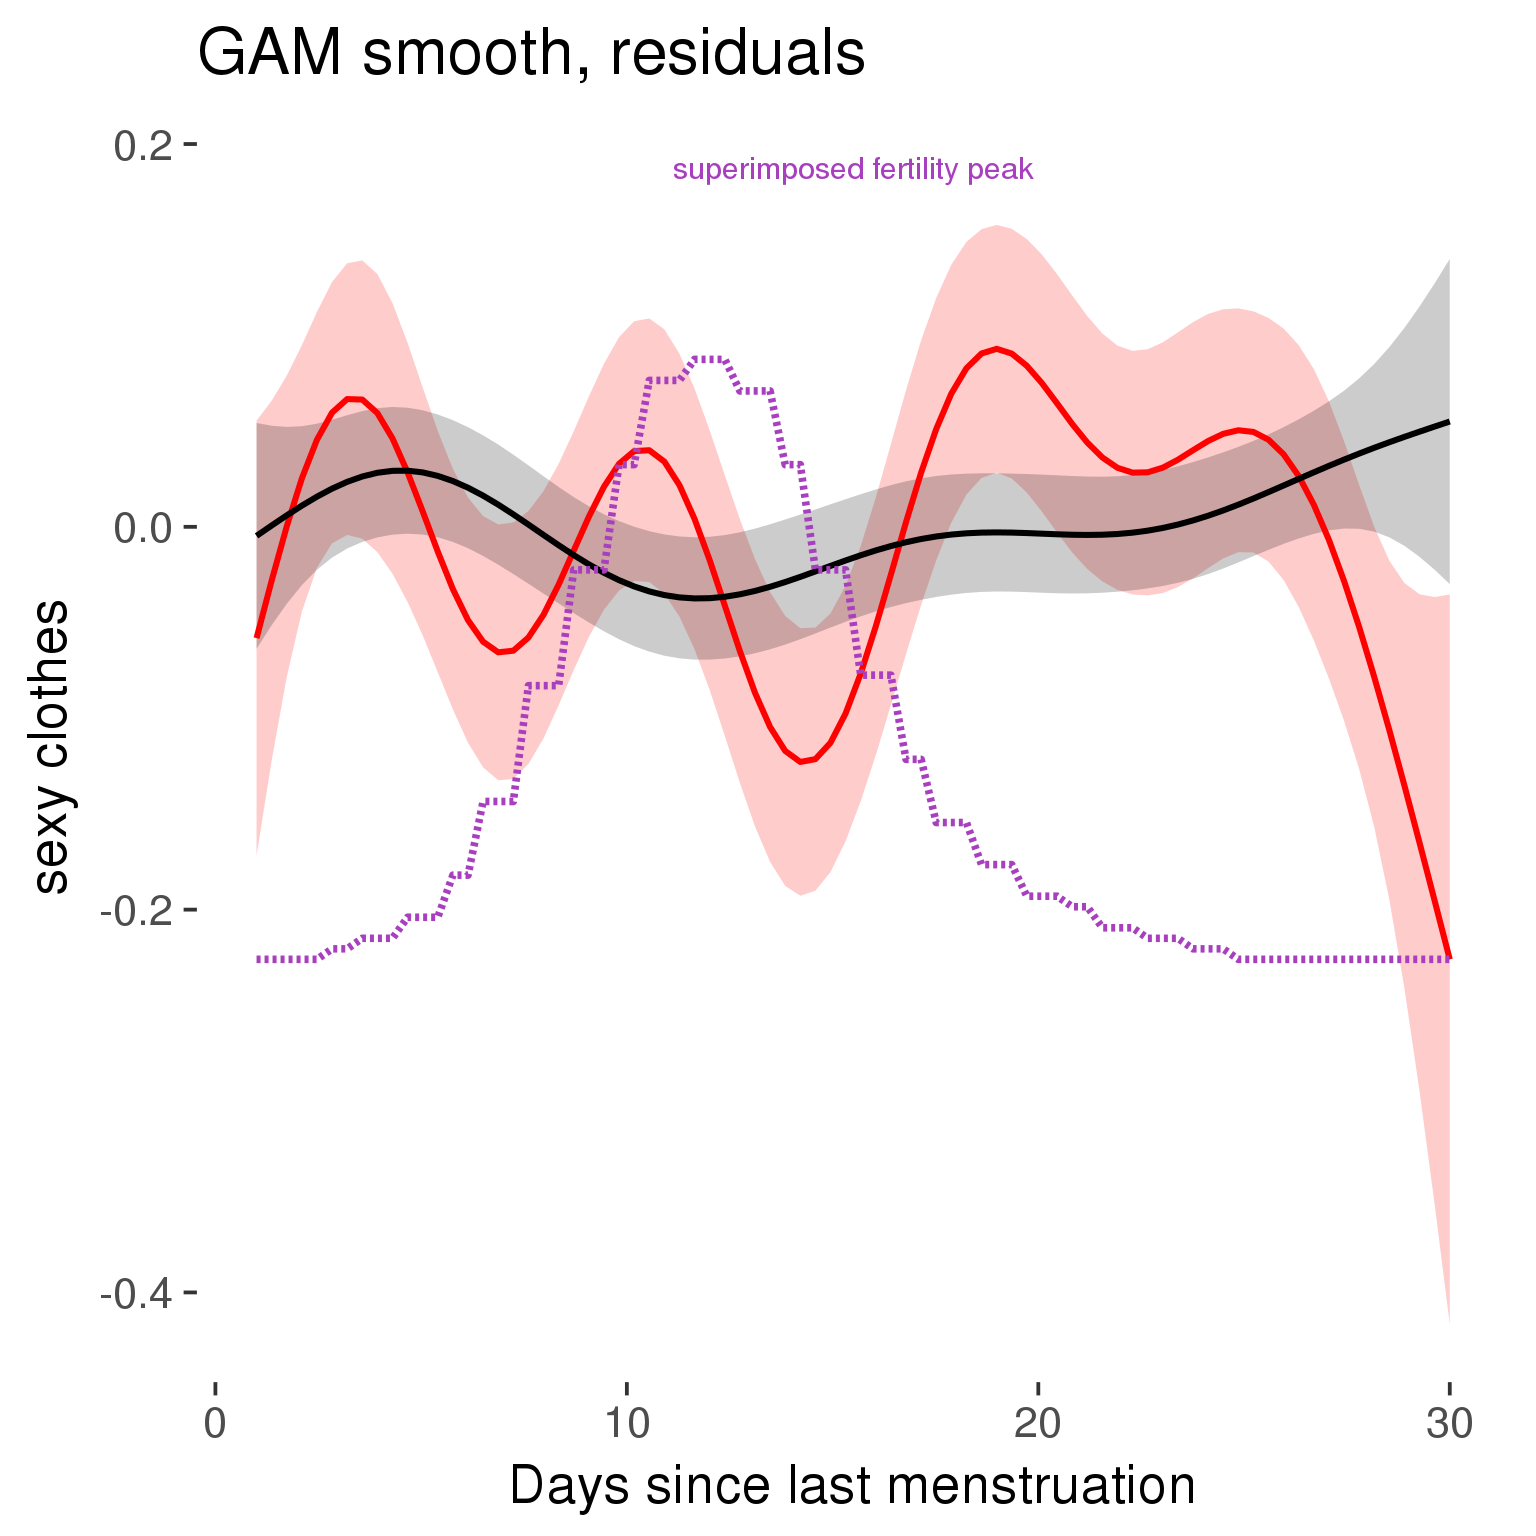 GAM smooth, residuals
superimposed fertility peak
0.2
0.0
-0.2
-0.4
sexy clothes
0 10 20 30
Days since last menstruation